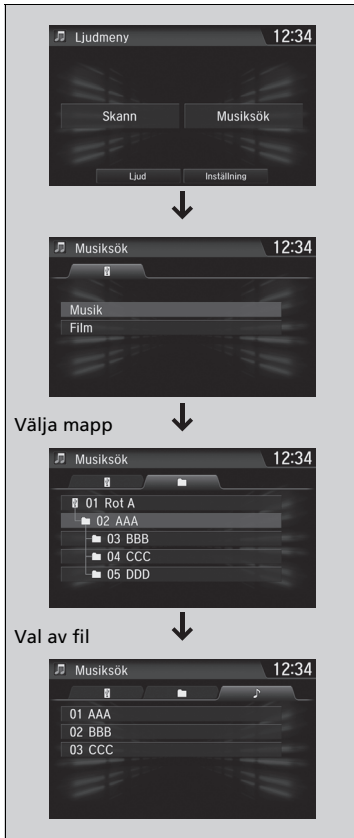 Ljudmeny 12:34
Skann Musiksök
Ljud Inställning
Musiksök 12:34
Musik
Film
Välja mapp
Musiksök 12:34
01 Rot A
02 AAA
03 BBB
04 CCC
05 DDD
Val av fil
Musiksök 12:34
01 AAA
02 BBB
03 CCC